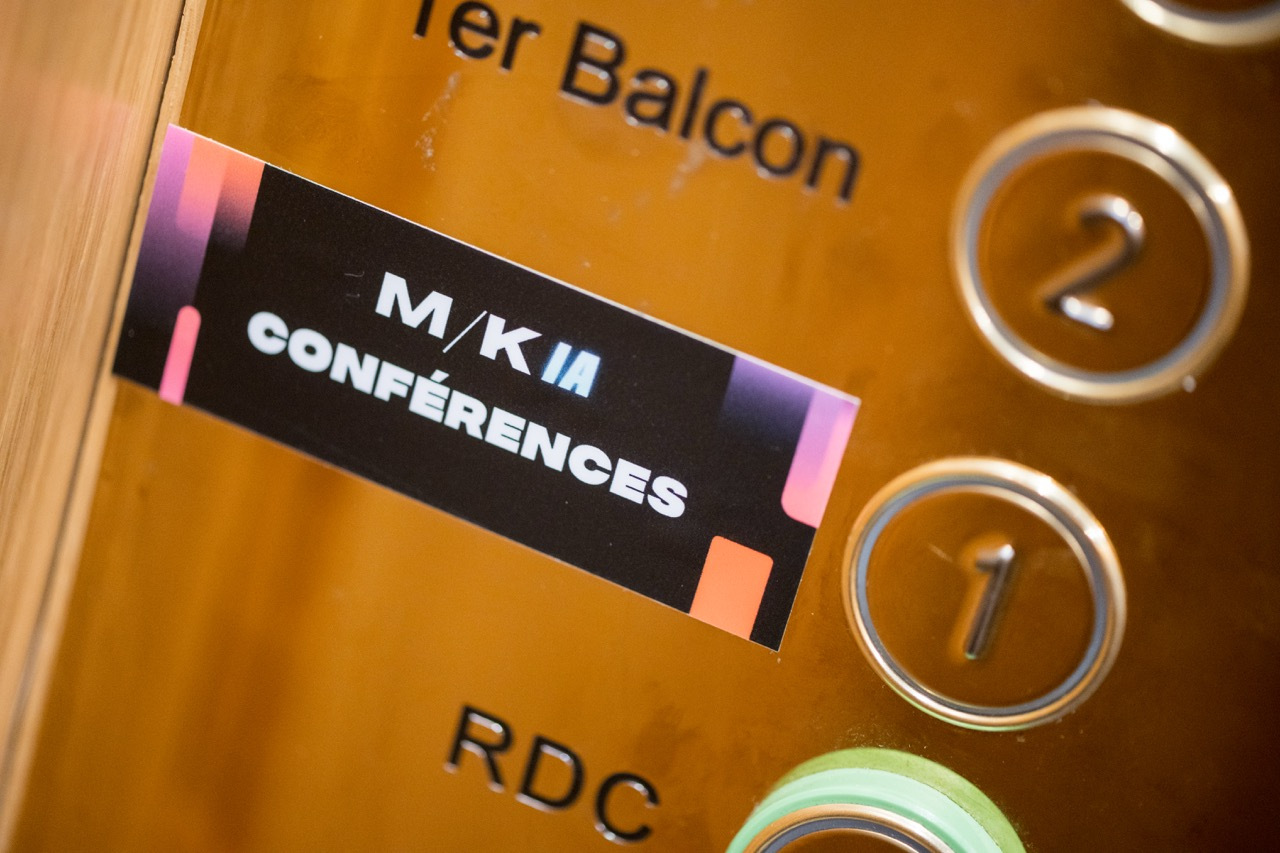 1er Balcon
2
M/K IA
CONFÉRENCES
1
RDC